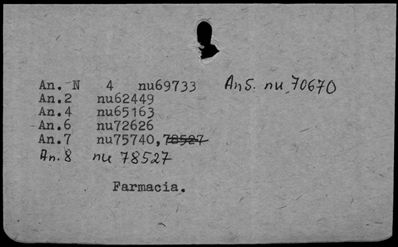 An. N 4 nu69733 An5. nu 70670
An.2 nu62449
An.4 nu65163
An.6 nu72626
An.7 nu75740, 78527
An.8 nu 78527
Farmacia.